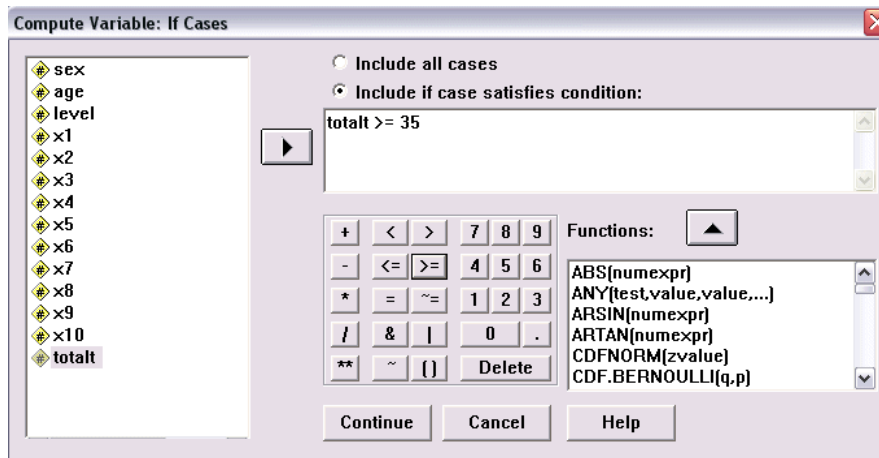 Compute Variable: If Cases
sex
age
level
x1
x2
x3
x4
x5
x6
x7
x8
x9
x10
totalt
Include all cases
Include if case satisfies condition:
totalt >= 35
+ < > 7 8 9
- <= >= 4 5 6
* = ~= 1 2 3
/ & | 0 .
** ~ () Delete
Functions:
ABS(numexpr)
ANY(test,value,value,...)
ARSIN(numexpr)
ARTAN(numexpr)
CDFNORM(zvalue)
CDF.BERNOULLI(q,p)
Continue Cancel Help